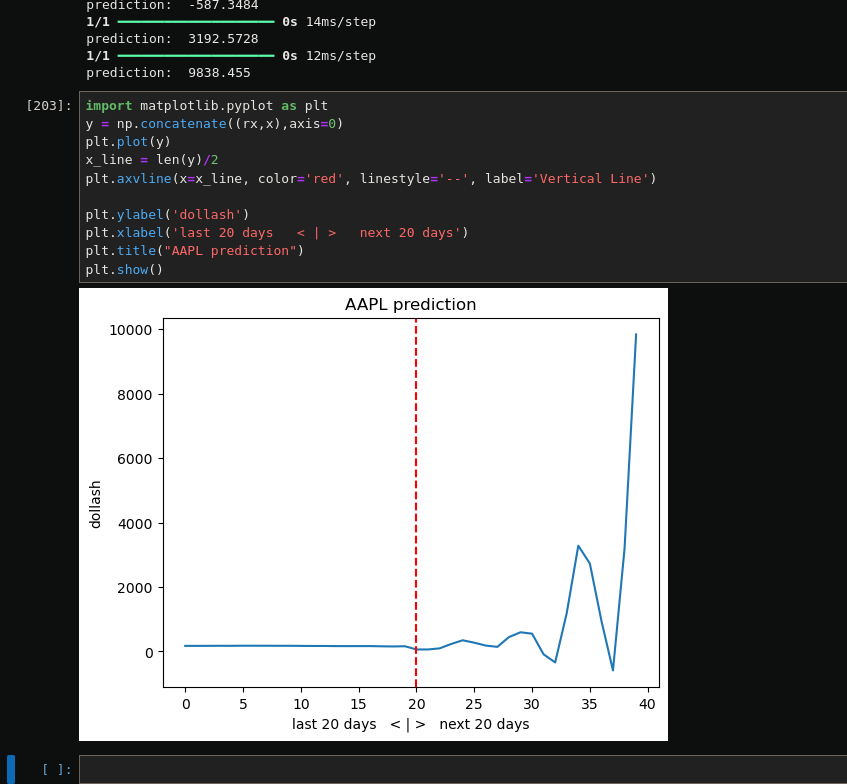 prediction:  -587.3484
1/1 ━━━━━━━━━━━━━━━━━━━━ 0s 14ms/step
prediction:  3192.5728
1/1 ━━━━━━━━━━━━━━━━━━━━ 0s 12ms/step
prediction:  9838.455
[203]:
import matplotlib.pyplot as plt
y = np.concatenate((rx,x),axis=0)
plt.plot(y)
x_line = len(y)/2
plt.axvline(x=x_line, color='red', linestyle='--', label='Vertical Line')
plt.ylabel('dollash')
plt.xlabel('last 20 days   < | >   next 20 days')
plt.title("AAPL prediction")
plt.show()
AAPL prediction
10000
8000
6000
4000
2000
0
dollash
0 5 10 15 20 25 30 35 40
last 20 days   < | >   next 20 days
[ ]: